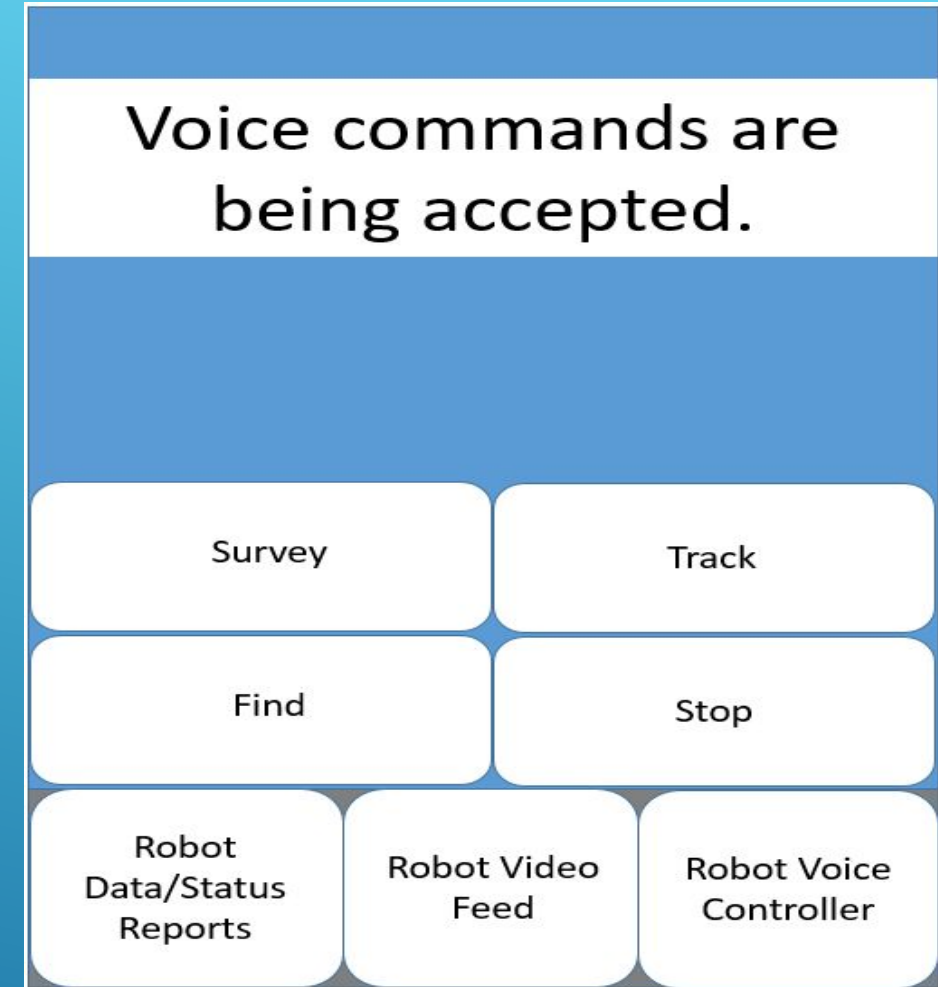 Voice commands are
being accepted.
Survey
Track
Find
Stop
Robot
Data/Status
Reports
Robot Video
Feed
Robot Voice
Controller